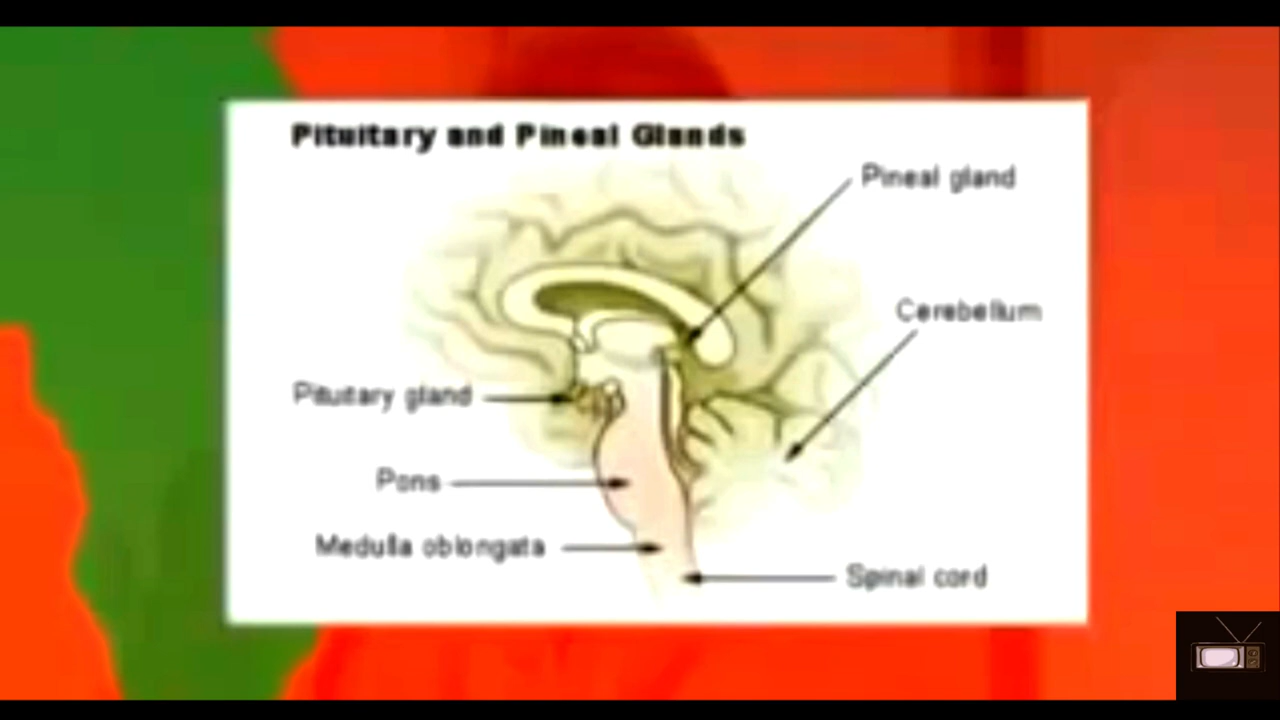 Pituitary and Pineal Glands
Pineal gland
Cerebellum
Pituitary gland
Pons
Medulla oblongata
Spinal cord